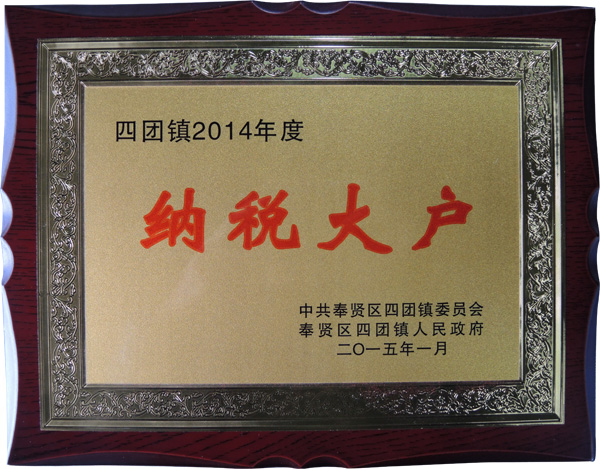 四团镇2014年度
纳税大户
中共奉贤区四团镇委员会
奉贤区四团镇人民政府
二〇一五年一月